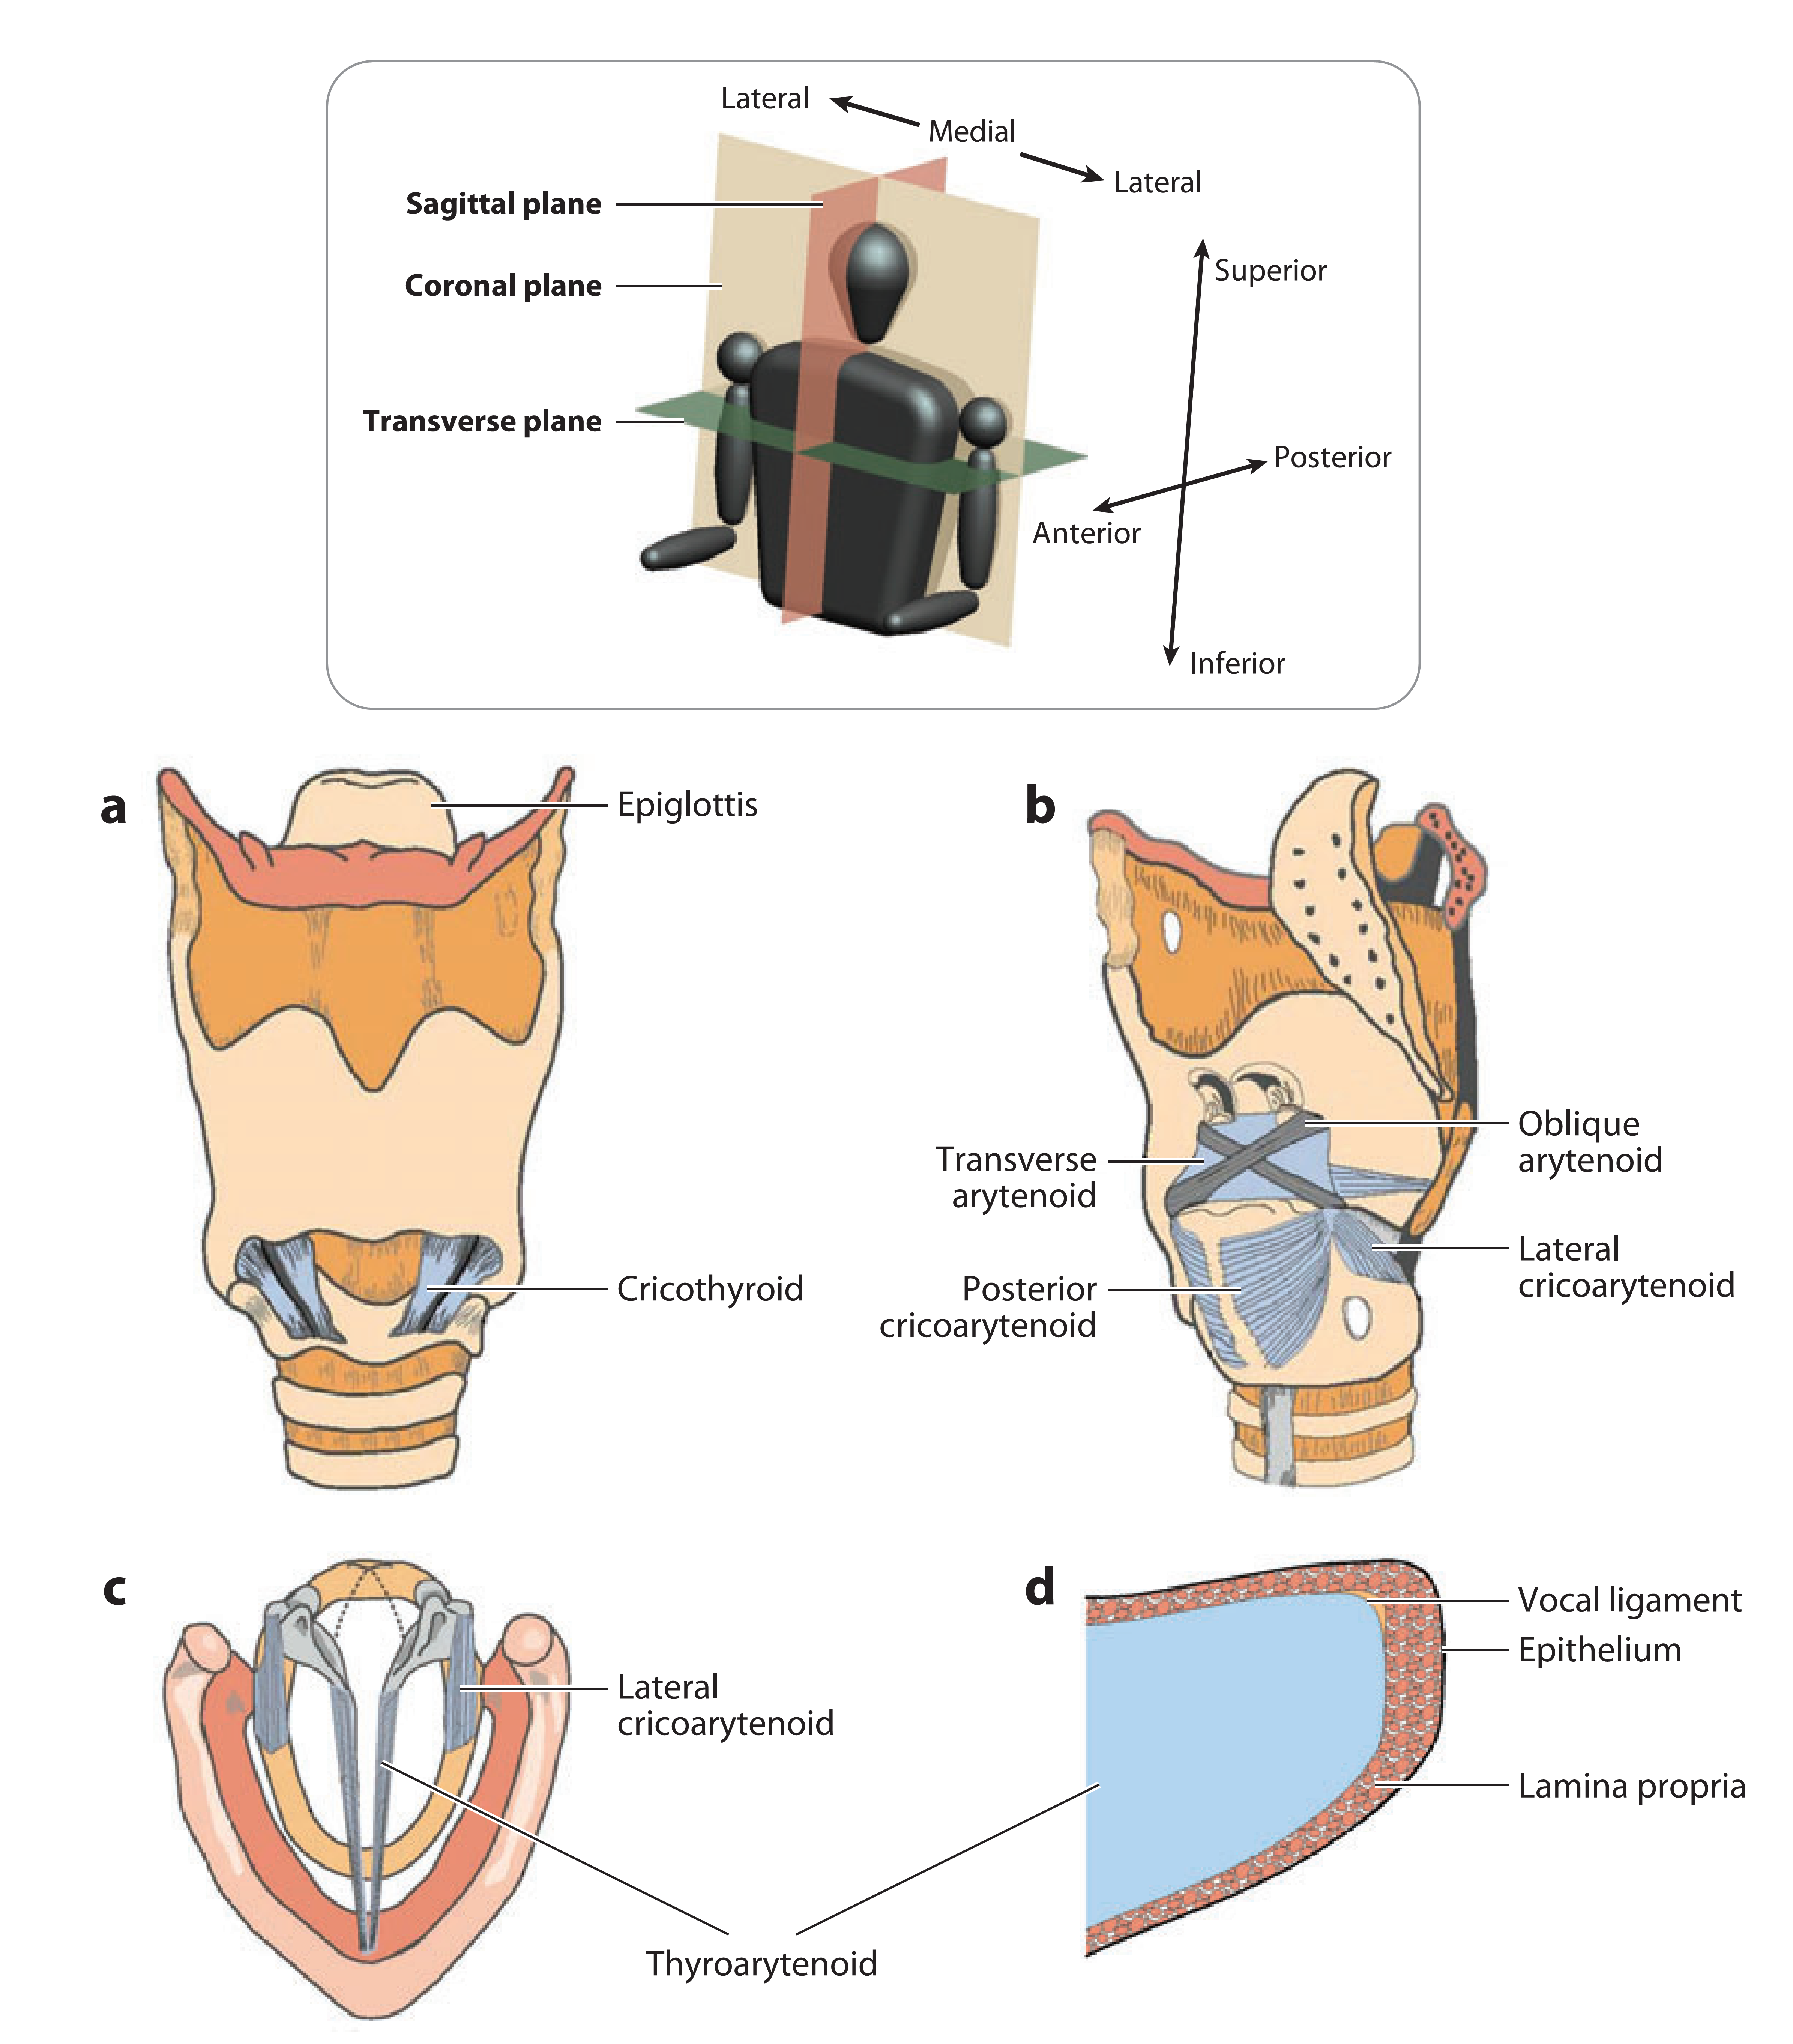 Lateral
Medial
Lateral
Sagittal plane
Superior
Coronal plane
Transverse plane
Posterior
Anterior
Inferior
a
Epiglottis
Cricothyroid
b
Oblique
arytenoid
Transverse
arytenoid
Lateral
cricoarytenoid
Posterior
cricoarytenoid
c
Lateral
cricoarytenoid
Thyroarytenoid
d
Vocal ligament
Epithelium
Lamina propria